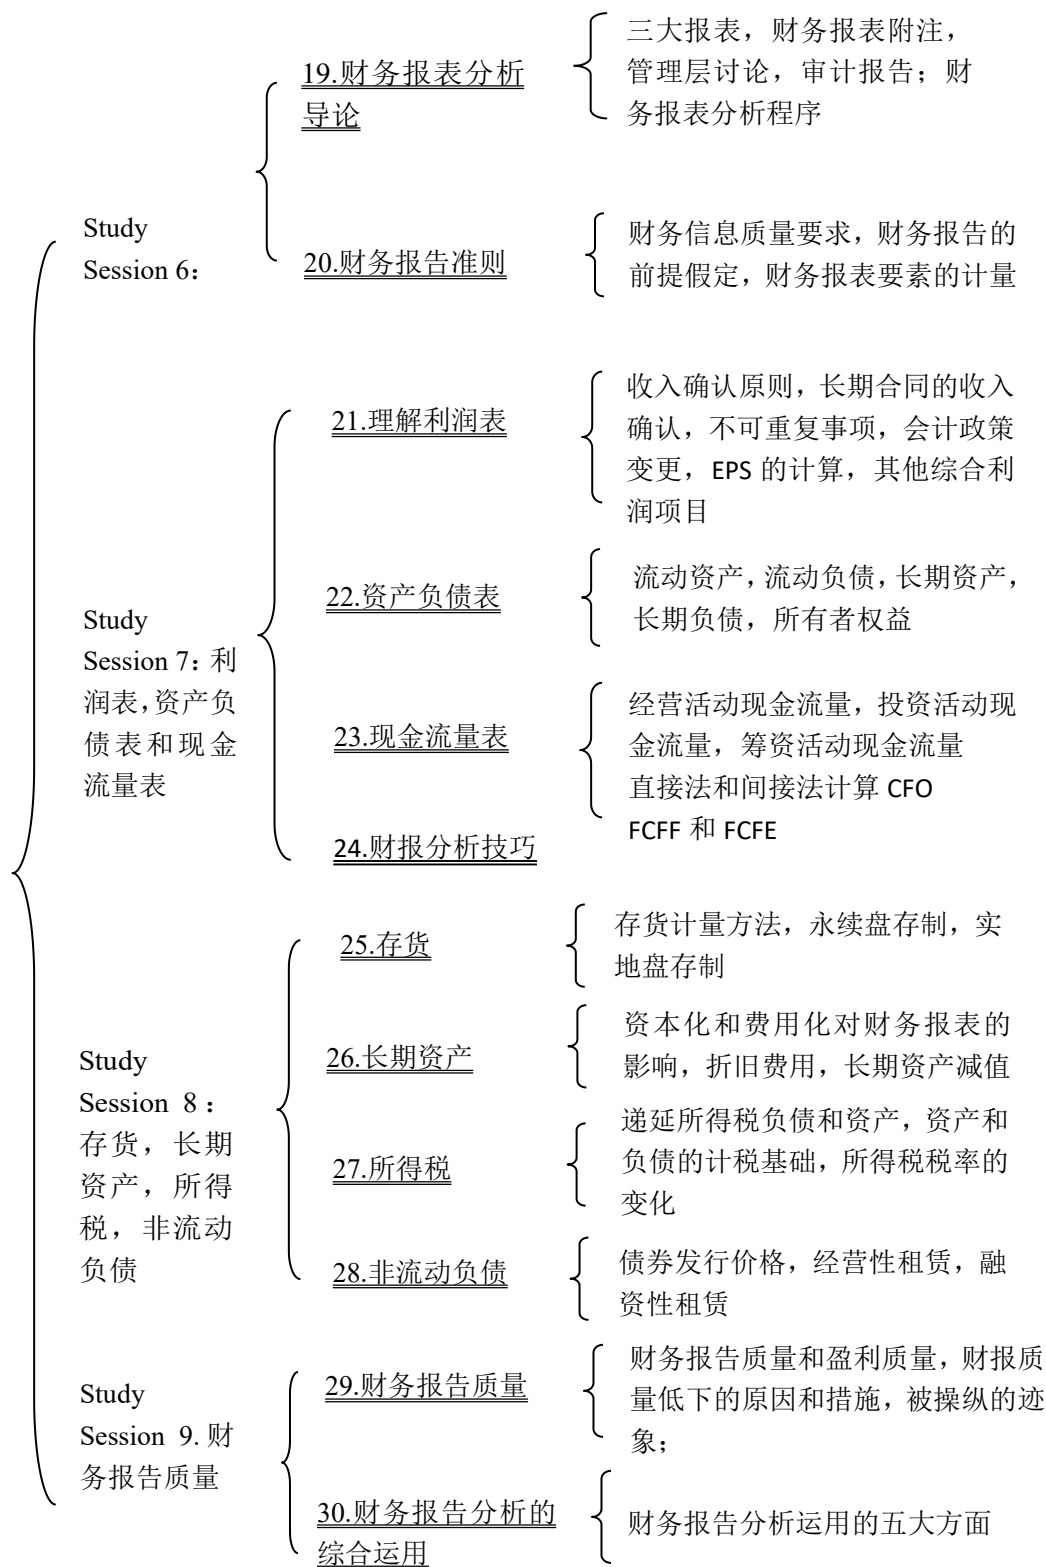 19.财务报表分析
导论
三大报表，财务报表附注，
管理层讨论，审计报告；财
务报表分析程序
Study
Session 6：
20.财务报告准则
财务信息质量要求，财务报告的
前提假定，财务报表要素的计量
21.理解利润表
收入确认原则，长期合同的收入
确认，不可重复事项，会计政策
变更，EPS 的计算，其他综合利
润项目
Study
Session 7：利
润表，资产负
债表和现金
流量表
22.资产负债表
流动资产，流动负债，长期资产，
长期负债，所有者权益
23.现金流量表
经营活动现金流量，投资活动现
金流量，筹资活动现金流量
直接法和间接法计算 CFO
FCFF 和 FCFE
24.财报分析技巧
25.存货
存货计量方法，永续盘存制，实
地盘存制
Study
Session 8：
存货，长期
资产，所得
税，非流动
负债
26.长期资产
资本化和费用化对财务报表的
影响，折旧费用，长期资产减值
27.所得税
递延所得税负债和资产，资产和
负债的计税基础，所得税税率的
变化
28.非流动负债
债券发行价格，经营性租赁，融
资性租赁
Study
Session 9. 财
务报告质量
29.财务报告质量
财务报告质量和盈利质量，财报质
量低下的原因和措施，被操纵的迹
象；
30.财务报告分析的
综合运用
财务报告分析运用的五大方面